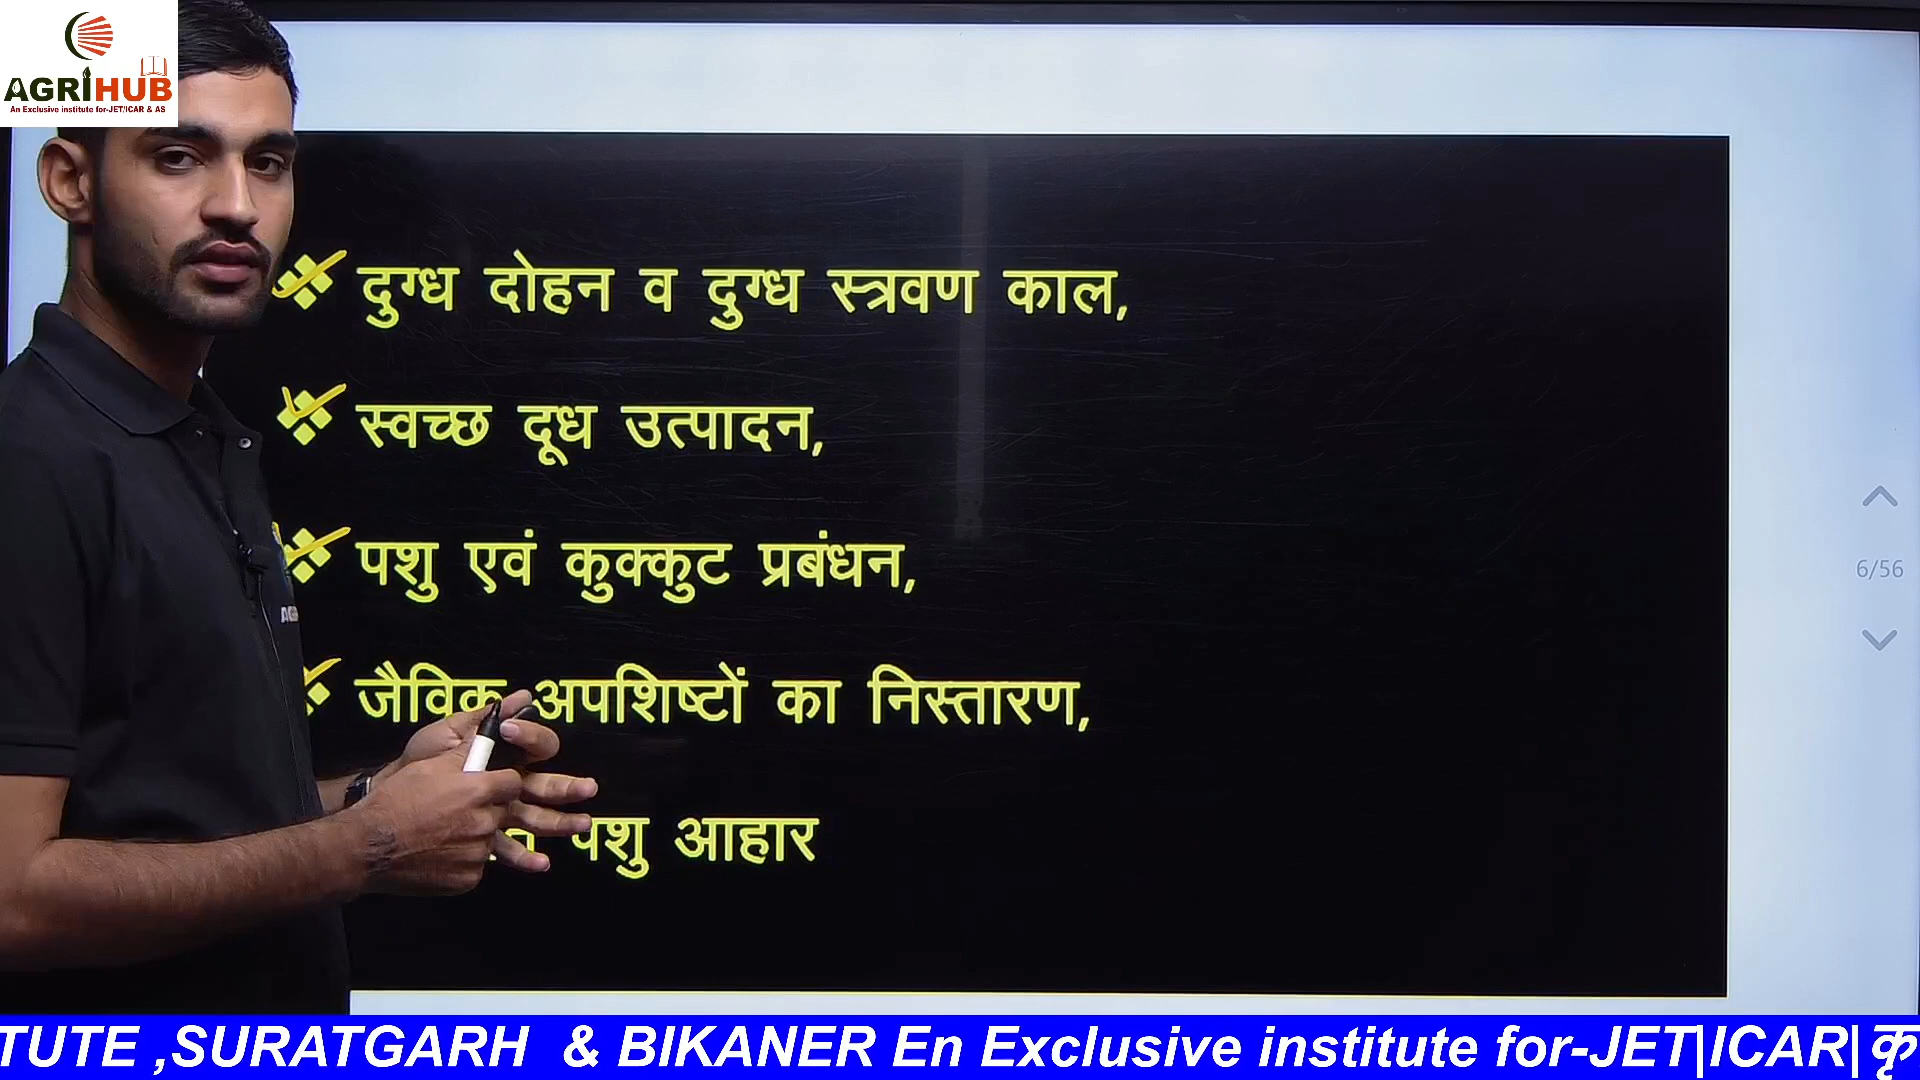 AGRIHUB
An Exclusive institute for-JET/ICAR & AS
दुग्ध दोहन व दुग्ध स्त्रवण काल,
स्वच्छ दूध उत्पादन,
पशु एवं कुक्कुट प्रबंधन,
6/56
जैविक अपशिष्टों का निस्तारण,
पशु आहार
TUTE ,SURATGARH & BIKANER En Exclusive institute for-JET|ICAR|कृ